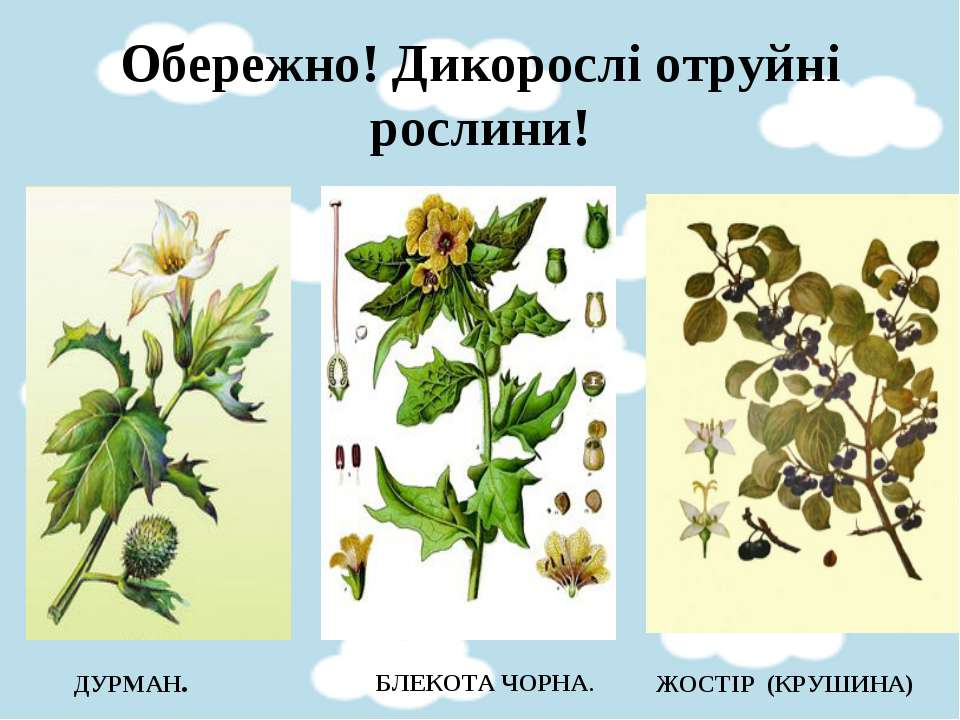 Обережно! Дикорослі отруйні
рослини!
ДУРМАН.
БЛЕКОТА ЧОРНА.
ЖОСТІР (КРУШИНА)